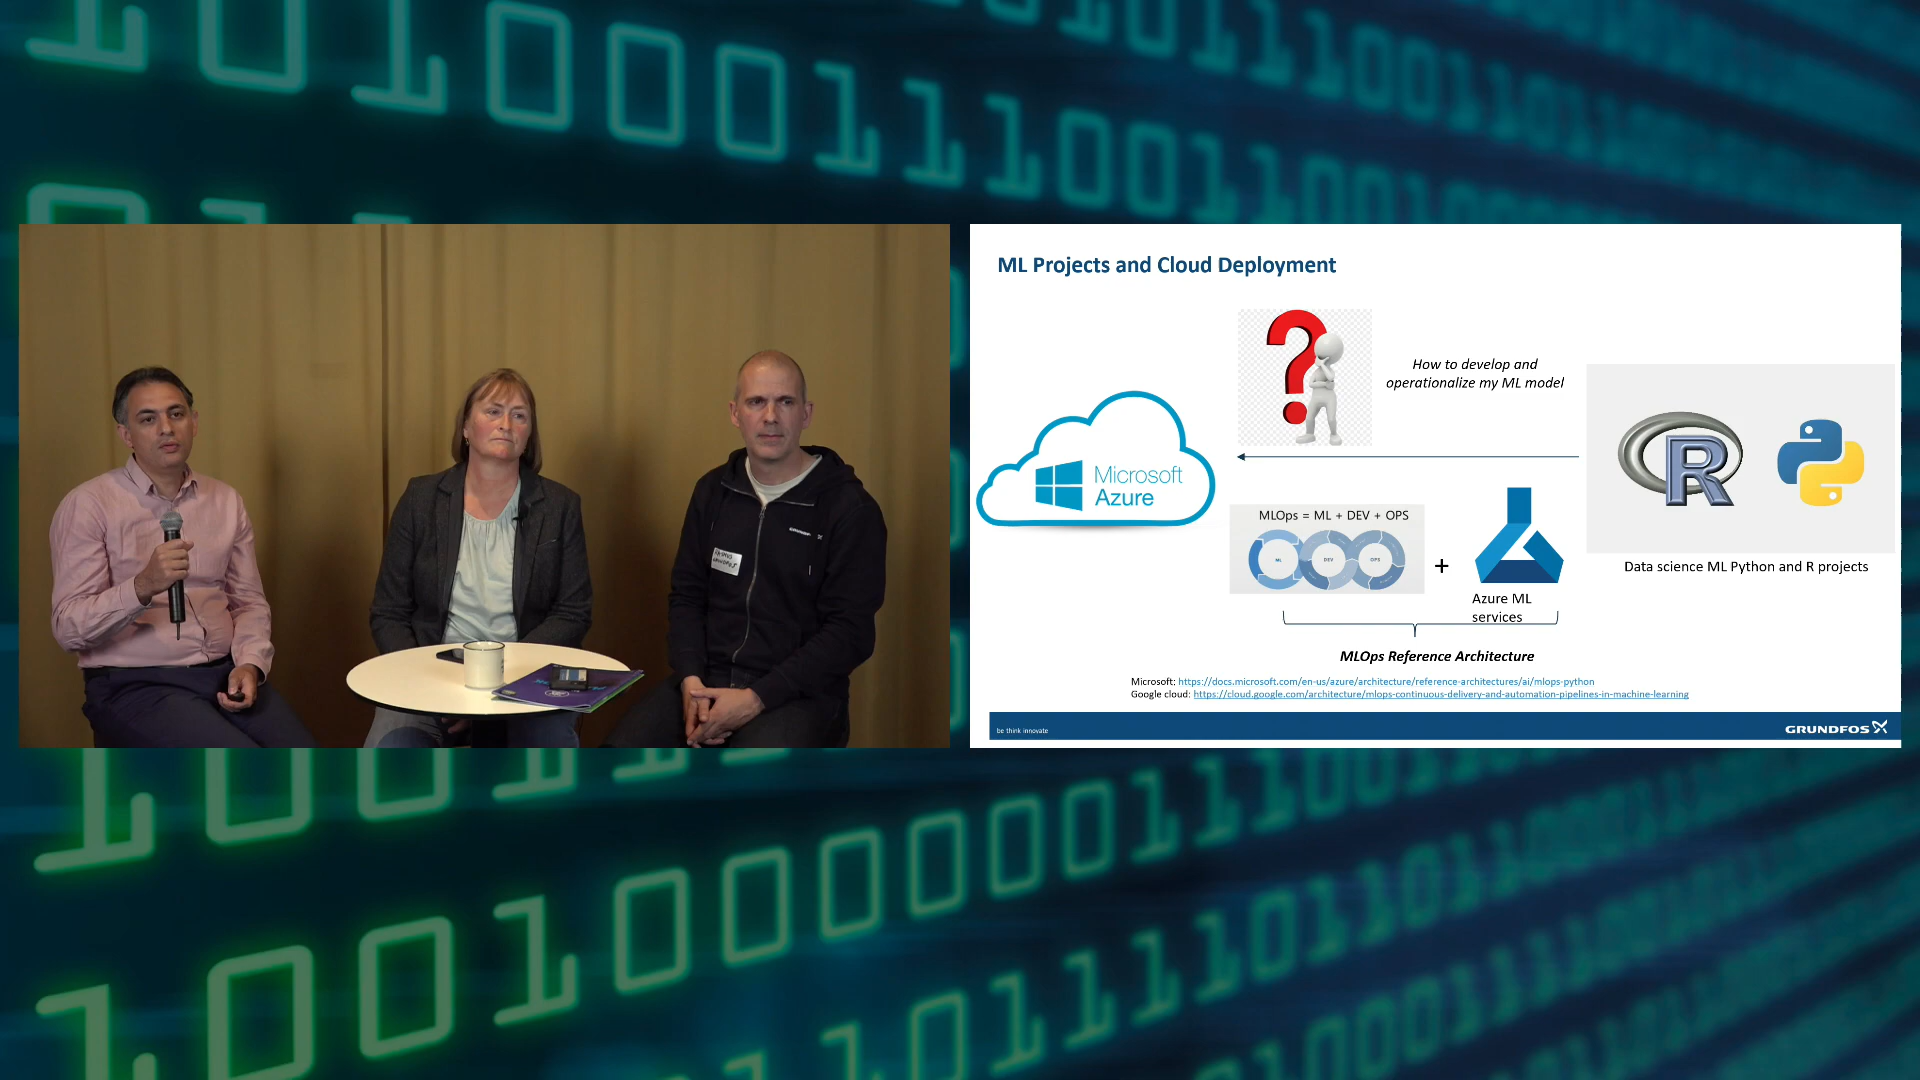 ML Projects and Cloud Deployment
How to develop and
operationalize my ML model
Microsoft
Azure
R
MLOps = ML + DEV + OPS
ML
DEV
OPS
+
Data science ML Python and R projects
Azure ML
services
MLOps Reference Architecture
Microsoft: https://docs.microsoft.com/en-us/azure/architecture/reference-architectures/ai/mlops-python
Google cloud: https://cloud.google.com/architecture/mlops-continuous-delivery-and-automation-pipelines-in-machine-learning
be think innovate
GRUNDFOS
GRUNDFOS